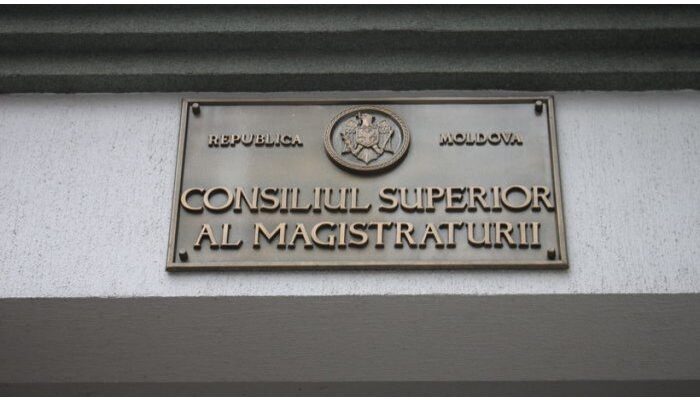 REPUBLICA MOLDOVA
CONSILIUL SUPERIOR
AL MAGISTRATURII